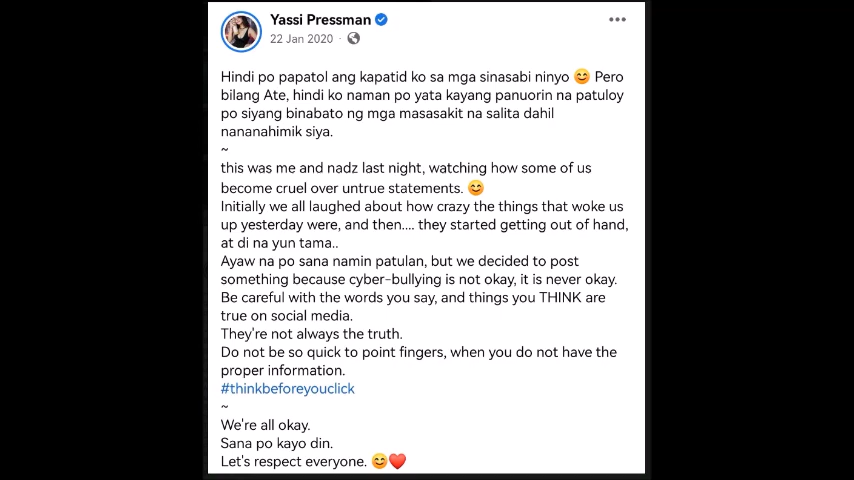 Yassi Pressman
22 Jan 2020 ·
Hindi po papatol ang kapatid ko sa mga sinasabi ninyo 😊 Pero
bilang Ate, hindi ko naman po yata kayang panuorin na patuloy
po siyang binabato ng mga masasakit na salita dahil
nananahimik siya.
~
this was me and nadz last night, watching how some of us
become cruel over untrue statements. 😊
Initially we all laughed about how crazy the things that woke us
up yesterday were, and then.... they started getting out of hand,
at di na yun tama..
Ayaw na po sana namin patulan, but we decided to post
something because cyber-bullying is not okay, it is never okay.
Be careful with the words you say, and things you THINK are
true on social media.
They're not always the truth.
Do not be so quick to point fingers, when you do not have the
proper information.
#thinkbeforeyouclick
~
We're all okay.
Sana po kayo din.
Let's respect everyone. 😊❤️